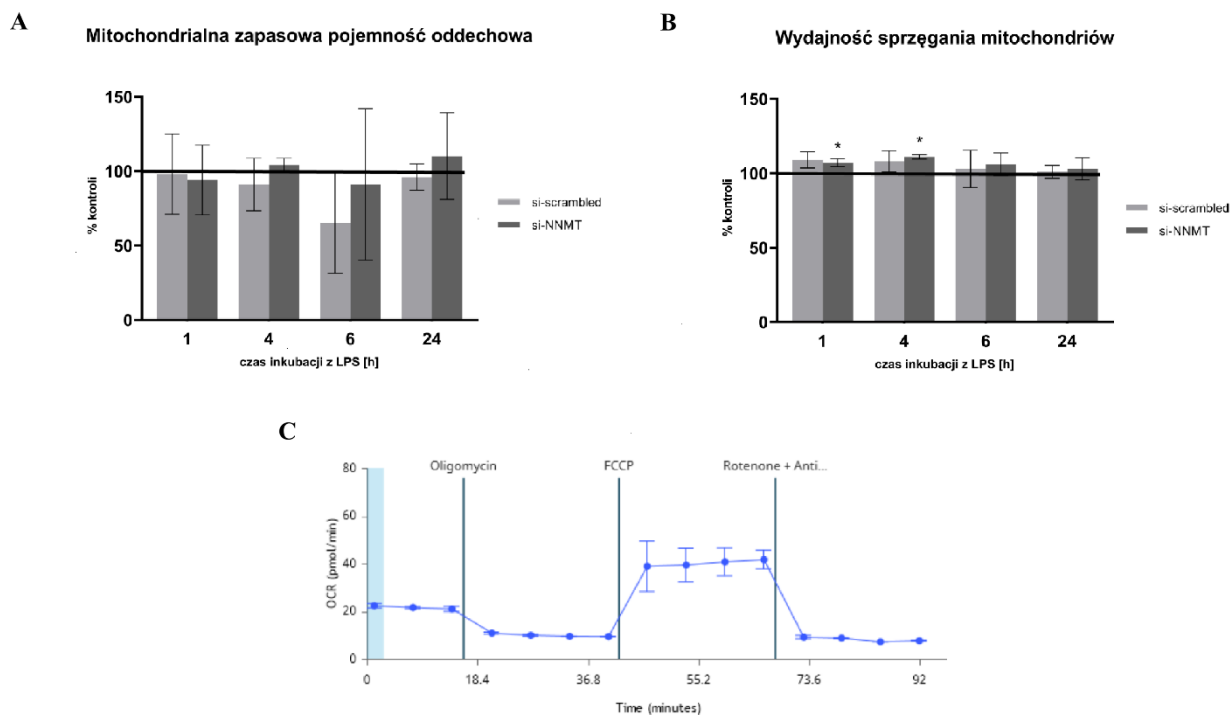 A
Mitochondrialna zapasowa pojemność oddechowa
150
100
50
0
% kontroli
1 4 6 24
czas inkubacji z LPS [h]
si-scrambled
si-NNMT
B
Wydajność sprzęgania mitochondriów
150
100
50
0
% kontroli
* *
1 4 6 24
czas inkubacji z LPS [h]
si-scrambled
si-NNMT
C
Oligomycin FCCP Rotenone + Anti...
80
60
40
20
0
OCR (pmol/min)
0 18.4 36.8 55.2 73.6 92
Time (minutes)